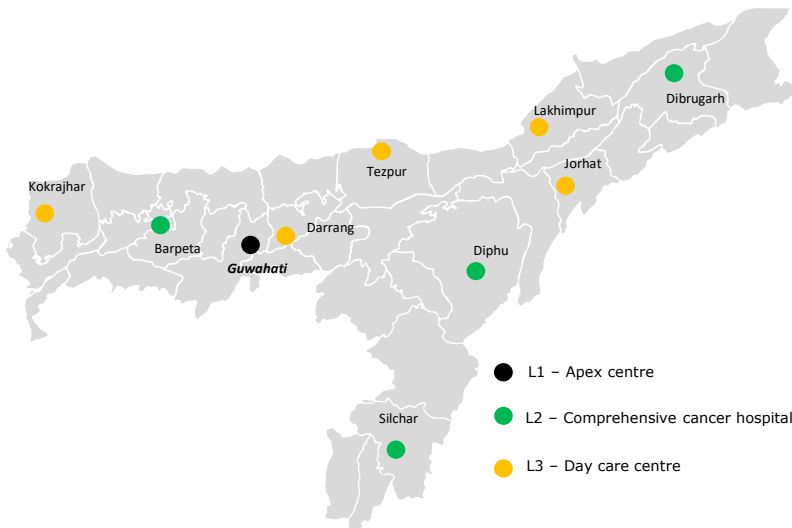 Dibrugarh
Lakhimpur
Jorhat
Tezpur
Kokrajhar
Darrang
Barpeta
Guwahati
Diphu
L1 – Apex centre
Silchar
L2 – Comprehensive cancer hospital
L3 – Day care centre